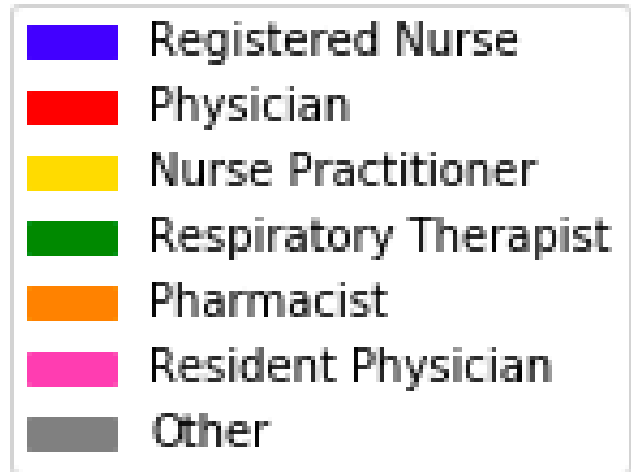 Registered Nurse
Physician
Nurse Practitioner
Respiratory Therapist
Pharmacist
Resident Physician
Other